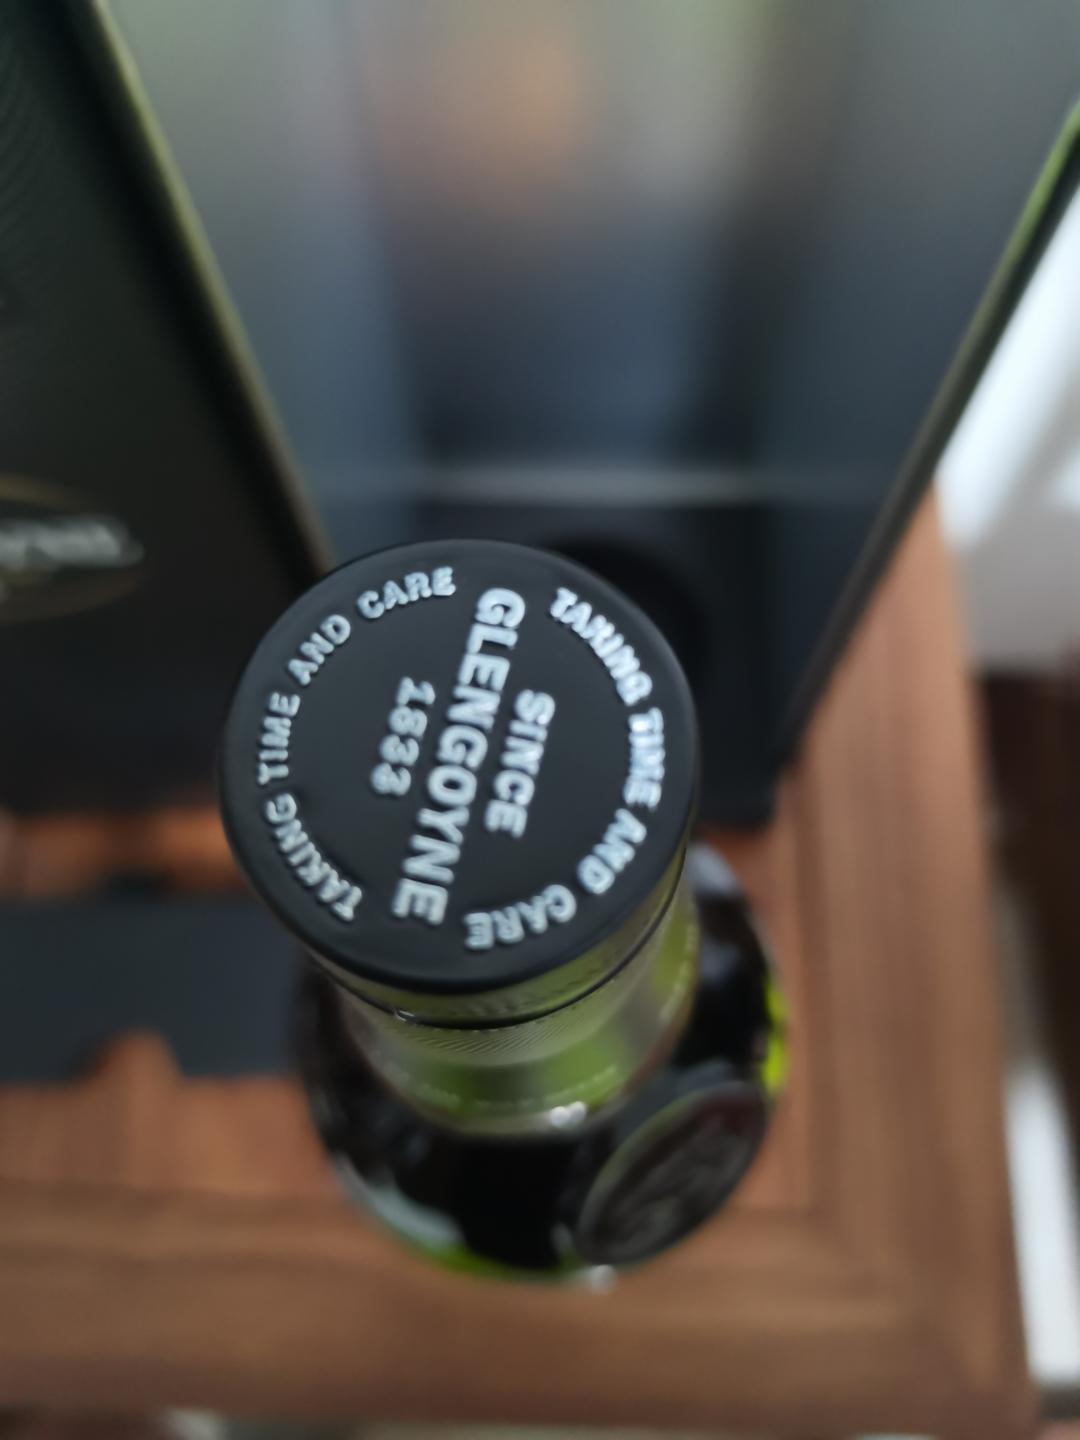 TAKING TIME AND CARE
SINCE
GLENGOYNE
1833
TAKING TIME AND CARE